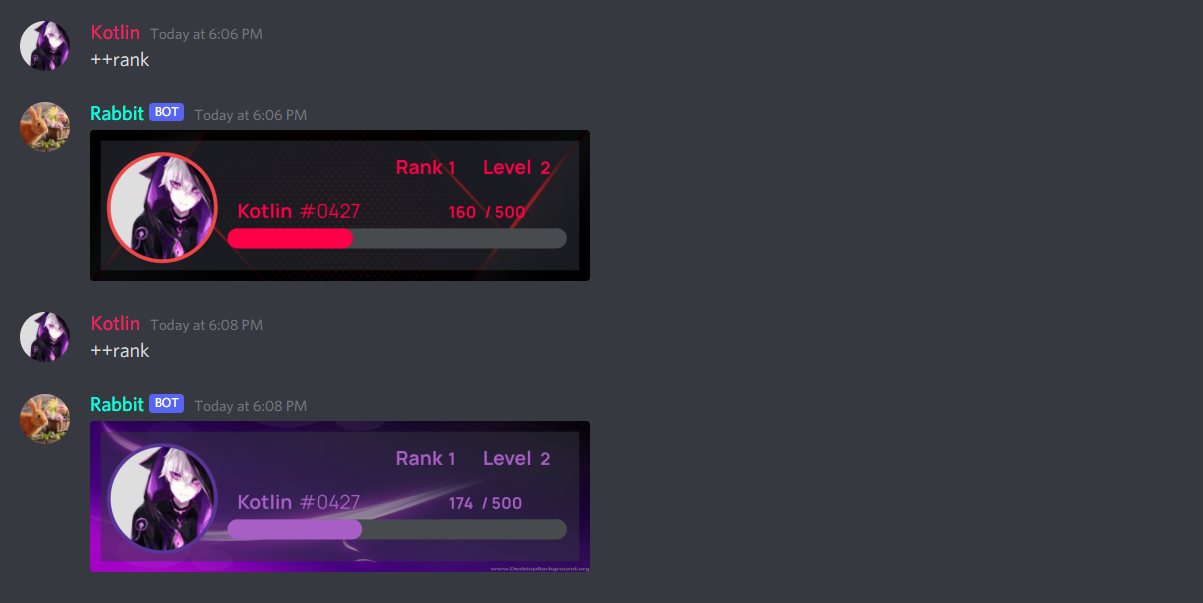 Kotlin Today at 6:06 PM
++rank
Rabbit BOT Today at 6:06 PM
Rank 1 Level 2
Kotlin #0427 160 / 500
Kotlin Today at 6:08 PM
++rank
Rabbit BOT Today at 6:08 PM
Rank 1 Level 2
Kotlin #0427 174 / 500
www.DesktopBackground.org